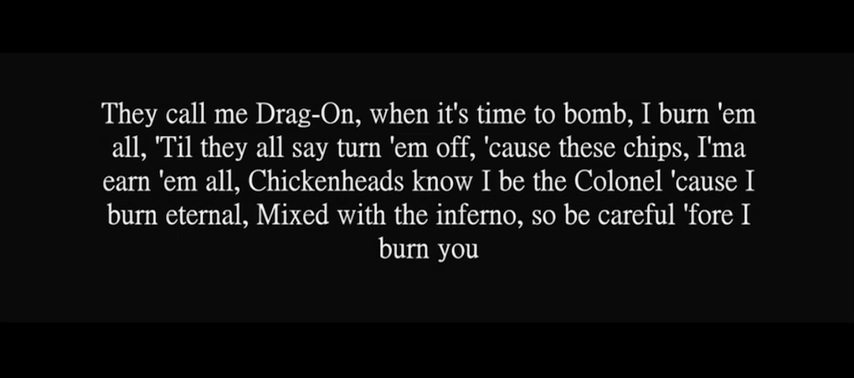 They call me Drag-On, when it's time to bomb, I burn 'em
all, 'Til they all say turn 'em off, 'cause these chips, I'ma
earn 'em all, Chickenheads know I be the Colonel 'cause I
burn eternal, Mixed with the inferno, so be careful 'fore I
burn you